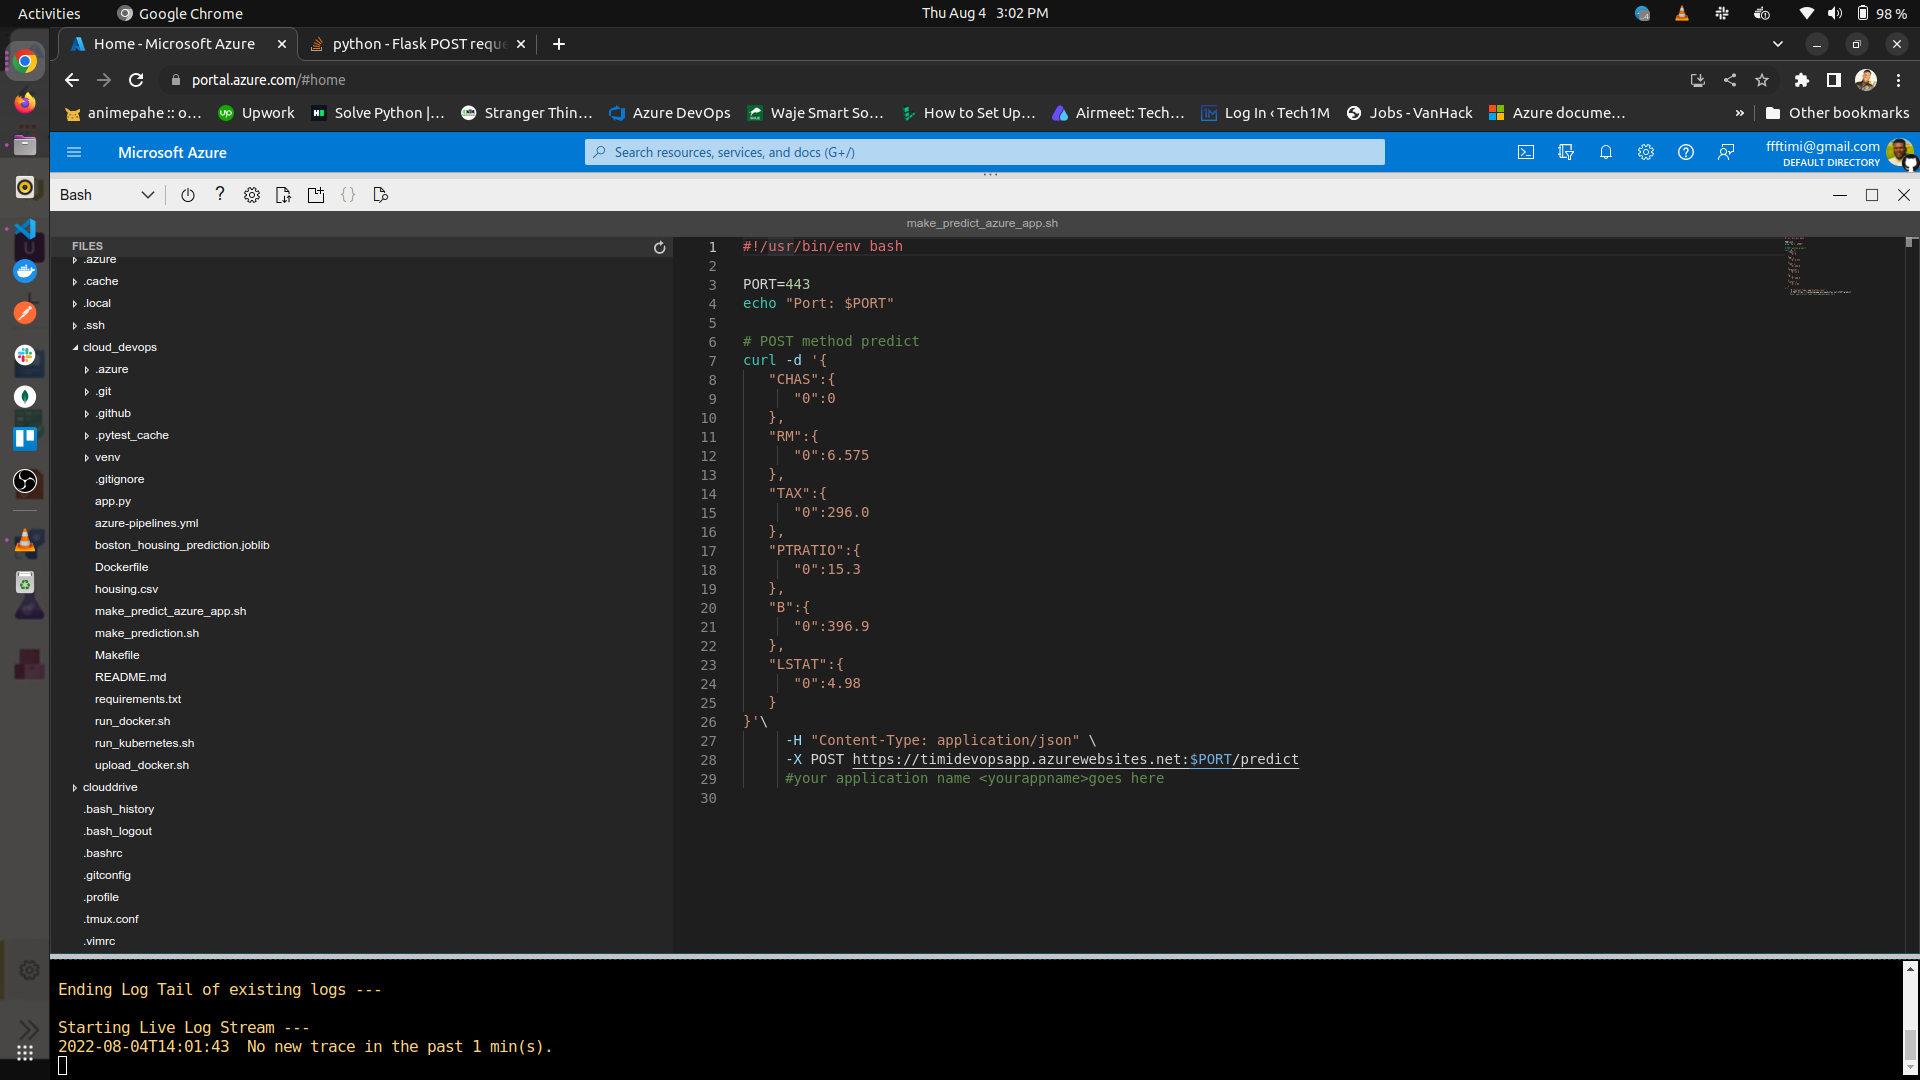 Activities
Google Chrome
Thu Aug 4 3:02 PM
98 %
Home - Microsoft Azure
python - Flask POST reque
portal.azure.com/#home
animepahe :: o...
Upwork
Solve Python |...
Stranger Thin...
Azure DevOps
Waje Smart So...
How to Set Up...
Airmeet: Tech...
Log In ‹ Tech1M
Jobs - VanHack
Azure docume...
»
Other bookmarks
Microsoft Azure
Search resources, services, and docs (G+/)
ffftimi@gmail.com
DEFAULT DIRECTORY
Bash
make_predict_azure_app.sh
FILES
.azure
.cache
.local
.ssh
cloud_devops
.azure
.git
.github
.pytest_cache
venv
.gitignore
app.py
azure-pipelines.yml
boston_housing_prediction.joblib
Dockerfile
housing.csv
make_predict_azure_app.sh
make_prediction.sh
Makefile
README.md
requirements.txt
run_docker.sh
run_kubernetes.sh
upload_docker.sh
clouddrive
.bash_history
.bash_logout
.bashrc
.gitconfig
.profile
.tmux.conf
.vimrc
1 #!/usr/bin/env bash
2
3 PORT=443
4 echo "Port: $PORT"
5
6 # POST method predict
7 curl -d '{
8 "CHAS":{
9 "0":0
10 },
11 "RM":{
12 "0":6.575
13 },
14 "TAX":{
15 "0":296.0
16 },
17 "PTRATIO":{
18 "0":15.3
19 },
20 "B":{
21 "0":396.9
22 },
23 "LSTAT":{
24 "0":4.98
25 }
26 }'\
27 -H "Content-Type: application/json" \
28 -X POST https://timidevopsapp.azurewebsites.net:$PORT/predict
29 #your application name <yourappname>goes here
30
Ending Log Tail of existing logs ---
Starting Live Log Stream ---
2022-08-04T14:01:43 No new trace in the past 1 min(s).